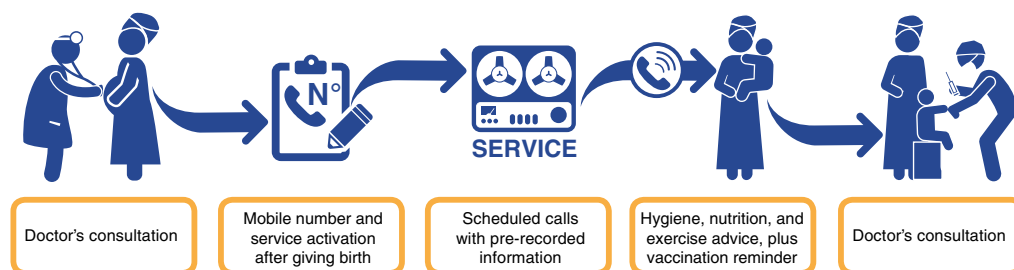 N°
SERVICE
Doctor's consultation
Mobile number and
service activation
after giving birth
Scheduled calls
with pre-recorded
information
Hygiene, nutrition, and
exercise advice, plus
vaccination reminder
Doctor's consultation